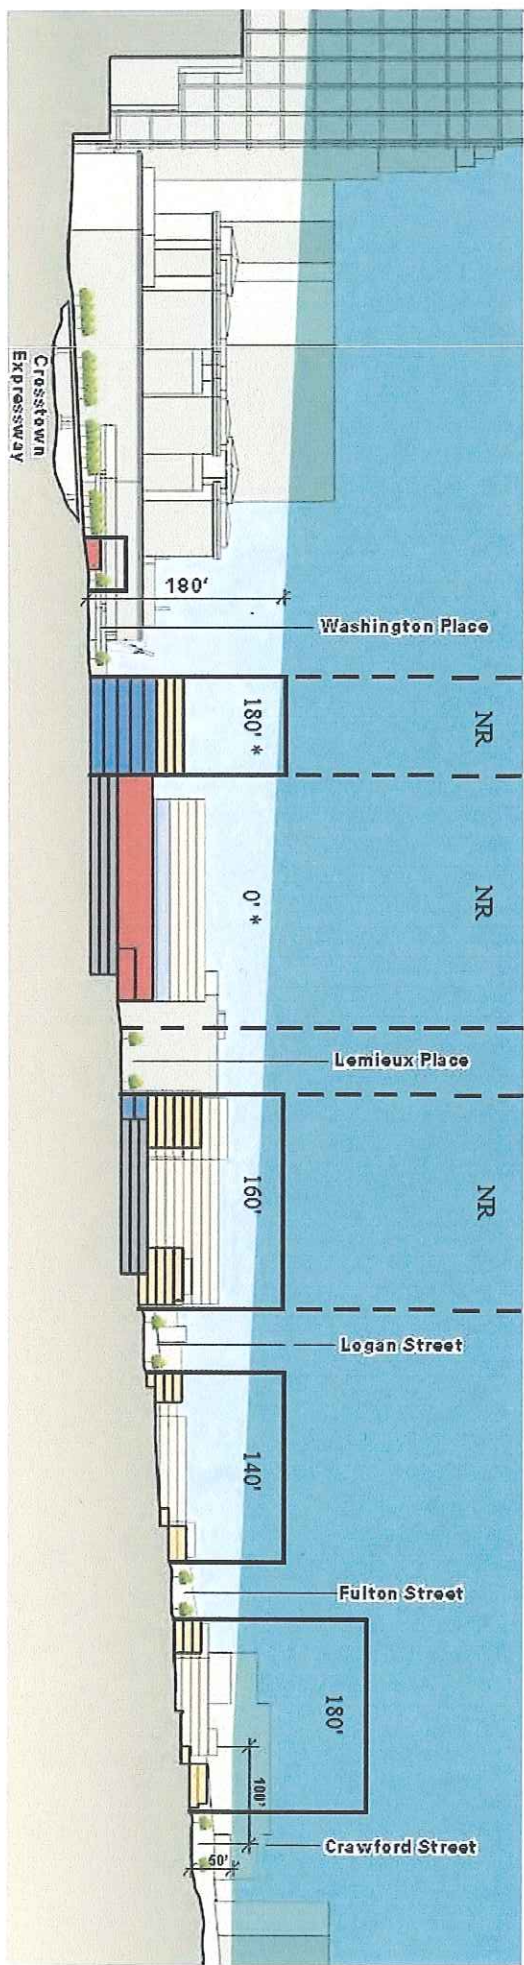 Crosstown
Expressway
180'
Washington Place
180' *
NR
0' *
NR
Lemieux Place
160'
NR
Logan Street
140'
Fulton Street
180'
100'
Crawford Street
50'